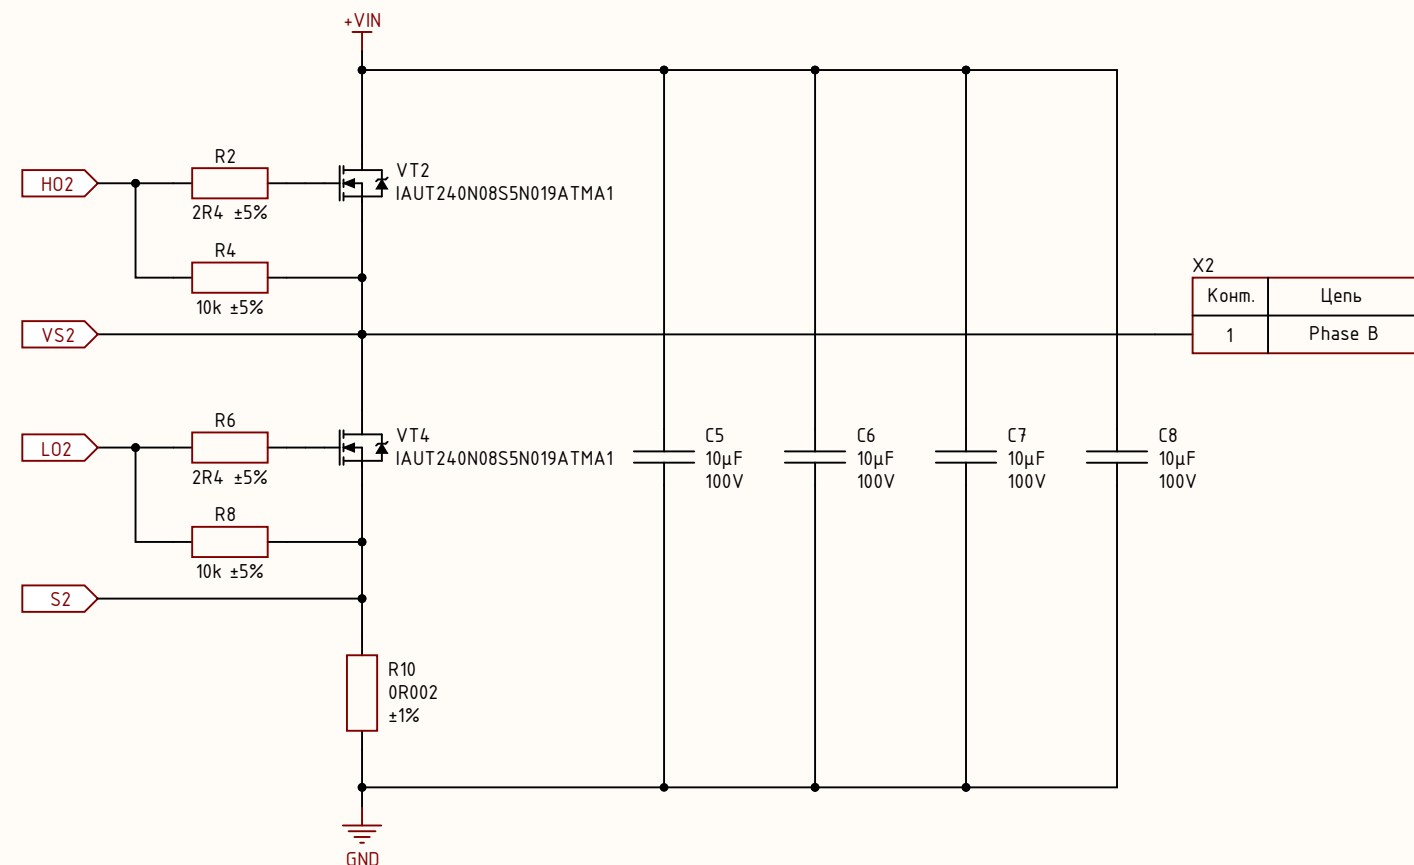 +VIN
R2
HO2
2R4 ±5%
VT2
IAUT240N08S5N019ATMA1
R4
10k ±5%
X2
Конт.
Цепь
VS2
1
Phase B
R6
LO2
2R4 ±5%
VT4
IAUT240N08S5N019ATMA1
C5
10µF
100V
C6
10µF
100V
C7
10µF
100V
C8
10µF
100V
R8
10k ±5%
S2
R10
0R002
±1%
GND